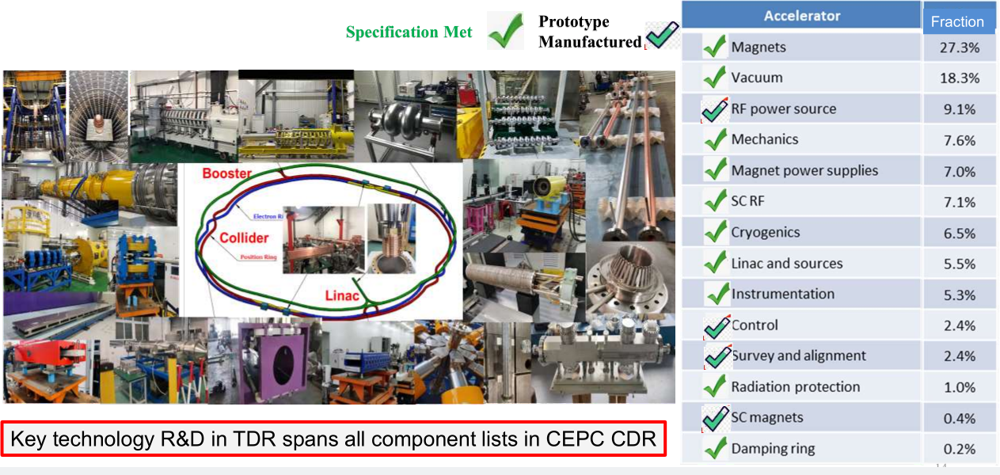 Specification Met
Prototype
Manufactured
Booster
Electron Ri
Collider
Position Ring
Linac
Key technology R&D in TDR spans all component lists in CEPC CDR
Accelerator Fraction
Magnets 27.3%
Vacuum 18.3%
RF power source 9.1%
Mechanics 7.6%
Magnet power supplies 7.0%
SC RF 7.1%
Cryogenics 6.5%
Linac and sources 5.5%
Instrumentation 5.3%
Control 2.4%
Survey and alignment 2.4%
Radiation protection 1.0%
SC magnets 0.4%
Damping ring 0.2%